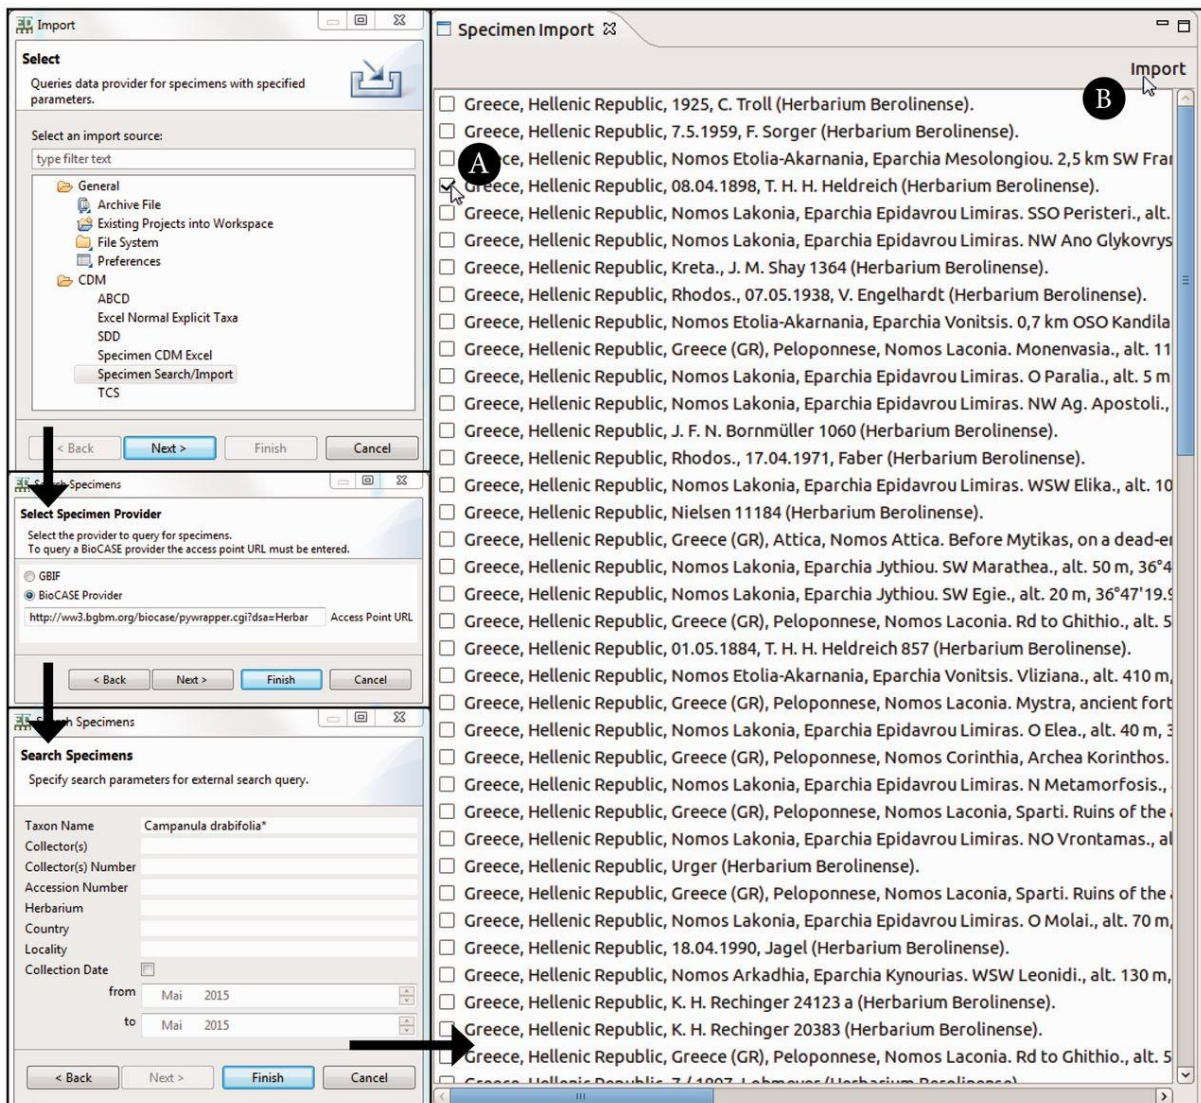 Import
Select
Queries data provider for specimens with specified
parameters.
Select an import source:
type filter text
General
Archive File
Existing Projects into Workspace
File System
Preferences
CDM
ABCD
Excel Normal Explicit Taxa
SDD
Specimen CDM Excel
Specimen Search/Import
TCS
< Back Next > Finish Cancel
Specimens
Select Specimen Provider
Select the provider to query for specimens.
To query a BioCASE provider the access point URL must be entered.
GBIF
BioCASE Provider
http://ww3.bgbm.org/biocase/pywrapper.cgi?dsa=Herbar Access Point URL
< Back Next > Finish Cancel
Specimens
Search Specimens
Specify search parameters for external search query.
Taxon Name Campanula drabifolia*
Collector(s)
Collector(s) Number
Accession Number
Herbarium
Country
Locality
Collection Date
from Mai 2015
to Mai 2015
< Back Next > Finish Cancel
Specimen Import
Import
B
A
Greece, Hellenic Republic, 1925, C. Troll (Herbarium Berolinense).
Greece, Hellenic Republic, 7.5.1959, F. Sorger (Herbarium Berolinense).
ce, Hellenic Republic, Nomos Etolia-Akarnania, Eparchia Mesolongiou. 2,5 km SW Fra
Greece, Hellenic Republic, 08.04.1898, T. H. H. Heldreich (Herbarium Berolinense).
Greece, Hellenic Republic, Nomos Lakonia, Eparchia Epidavrou Limiras. SSO Peristeri., alt.
Greece, Hellenic Republic, Nomos Lakonia, Eparchia Epidavrou Limiras. NW Ano Glykovrys
Greece, Hellenic Republic, Kreta., J. M. Shay 1364 (Herbarium Berolinense).
Greece, Hellenic Republic, Rhodos., 07.05.1938, V. Engelhardt (Herbarium Berolinense).
Greece, Hellenic Republic, Nomos Etolia-Akarnania, Eparchia Vonitsis. 0,7 km OSO Kandila
Greece, Hellenic Republic, Greece (GR), Peloponnese, Nomos Laconia. Monenvasia., alt. 11
Greece, Hellenic Republic, Nomos Lakonia, Eparchia Epidavrou Limiras. O Paralia., alt. 5 m
Greece, Hellenic Republic, Nomos Lakonia, Eparchia Epidavrou Limiras. NW Ag. Apostoli.,
Greece, Hellenic Republic, J. F. N. Bornmüller 1060 (Herbarium Berolinense).
Greece, Hellenic Republic, Rhodos., 17.04.1971, Faber (Herbarium Berolinense).
Greece, Hellenic Republic, Nomos Lakonia, Eparchia Epidavrou Limiras. WSW Elika., alt. 10
Greece, Hellenic Republic, Nielsen 11184 (Herbarium Berolinense).
Greece, Hellenic Republic, Greece (GR), Attica, Nomos Attica. Before Mytikas, on a dead-e
Greece, Hellenic Republic, Nomos Lakonia, Eparchia Jythiou. SW Marathea., alt. 50 m, 36°4
Greece, Hellenic Republic, Nomos Lakonia, Eparchia Jythiou. SW Egie., alt. 20 m, 36°47'19.9
Greece, Hellenic Republic, Greece (GR), Peloponnese, Nomos Laconia. Rd to Ghithio., alt. 5
Greece, Hellenic Republic, 01.05.1884, T. H. H. Heldreich 857 (Herbarium Berolinense).
Greece, Hellenic Republic, Nomos Etolia-Akarnania, Eparchia Vonitsis. Vliziana., alt. 410 m,
Greece, Hellenic Republic, Greece (GR), Peloponnese, Nomos Laconia. Mystra, ancient fort
Greece, Hellenic Republic, Nomos Lakonia, Eparchia Epidavrou Limiras. O Elea., alt. 40 m, 3
Greece, Hellenic Republic, Greece (GR), Peloponnese, Nomos Corinthia, Archea Korinthos.
Greece, Hellenic Republic, Nomos Lakonia, Eparchia Epidavrou Limiras. N Metamorfosis.,
Greece, Hellenic Republic, Greece (GR), Peloponnese, Nomos Laconia, Sparti. Ruins of the
Greece, Hellenic Republic, Nomos Lakonia, Eparchia Epidavrou Limiras. NO Vrontamas., al
Greece, Hellenic Republic, Urger (Herbarium Berolinense).
Greece, Hellenic Republic, Greece (GR), Peloponnese, Nomos Laconia, Sparti. Ruins of the
Greece, Hellenic Republic, Nomos Lakonia, Eparchia Epidavrou Limiras. O Molai., alt. 70 m,
Greece, Hellenic Republic, 18.04.1990, Jagel (Herbarium Berolinense).
Greece, Hellenic Republic, Nomos Arkadhia, Eparchia Kynourias. WSW Leonidi., alt. 130 m,
Greece, Hellenic Republic, K. H. Rechinger 24123 a (Herbarium Berolinense).
Greece, Hellenic Republic, K. H. Rechinger 20383 (Herbarium Berolinense).
Greece, Hellenic Republic, Greece (GR), Peloponnese, Nomos Laconia. Rd to Ghithio., alt. 5